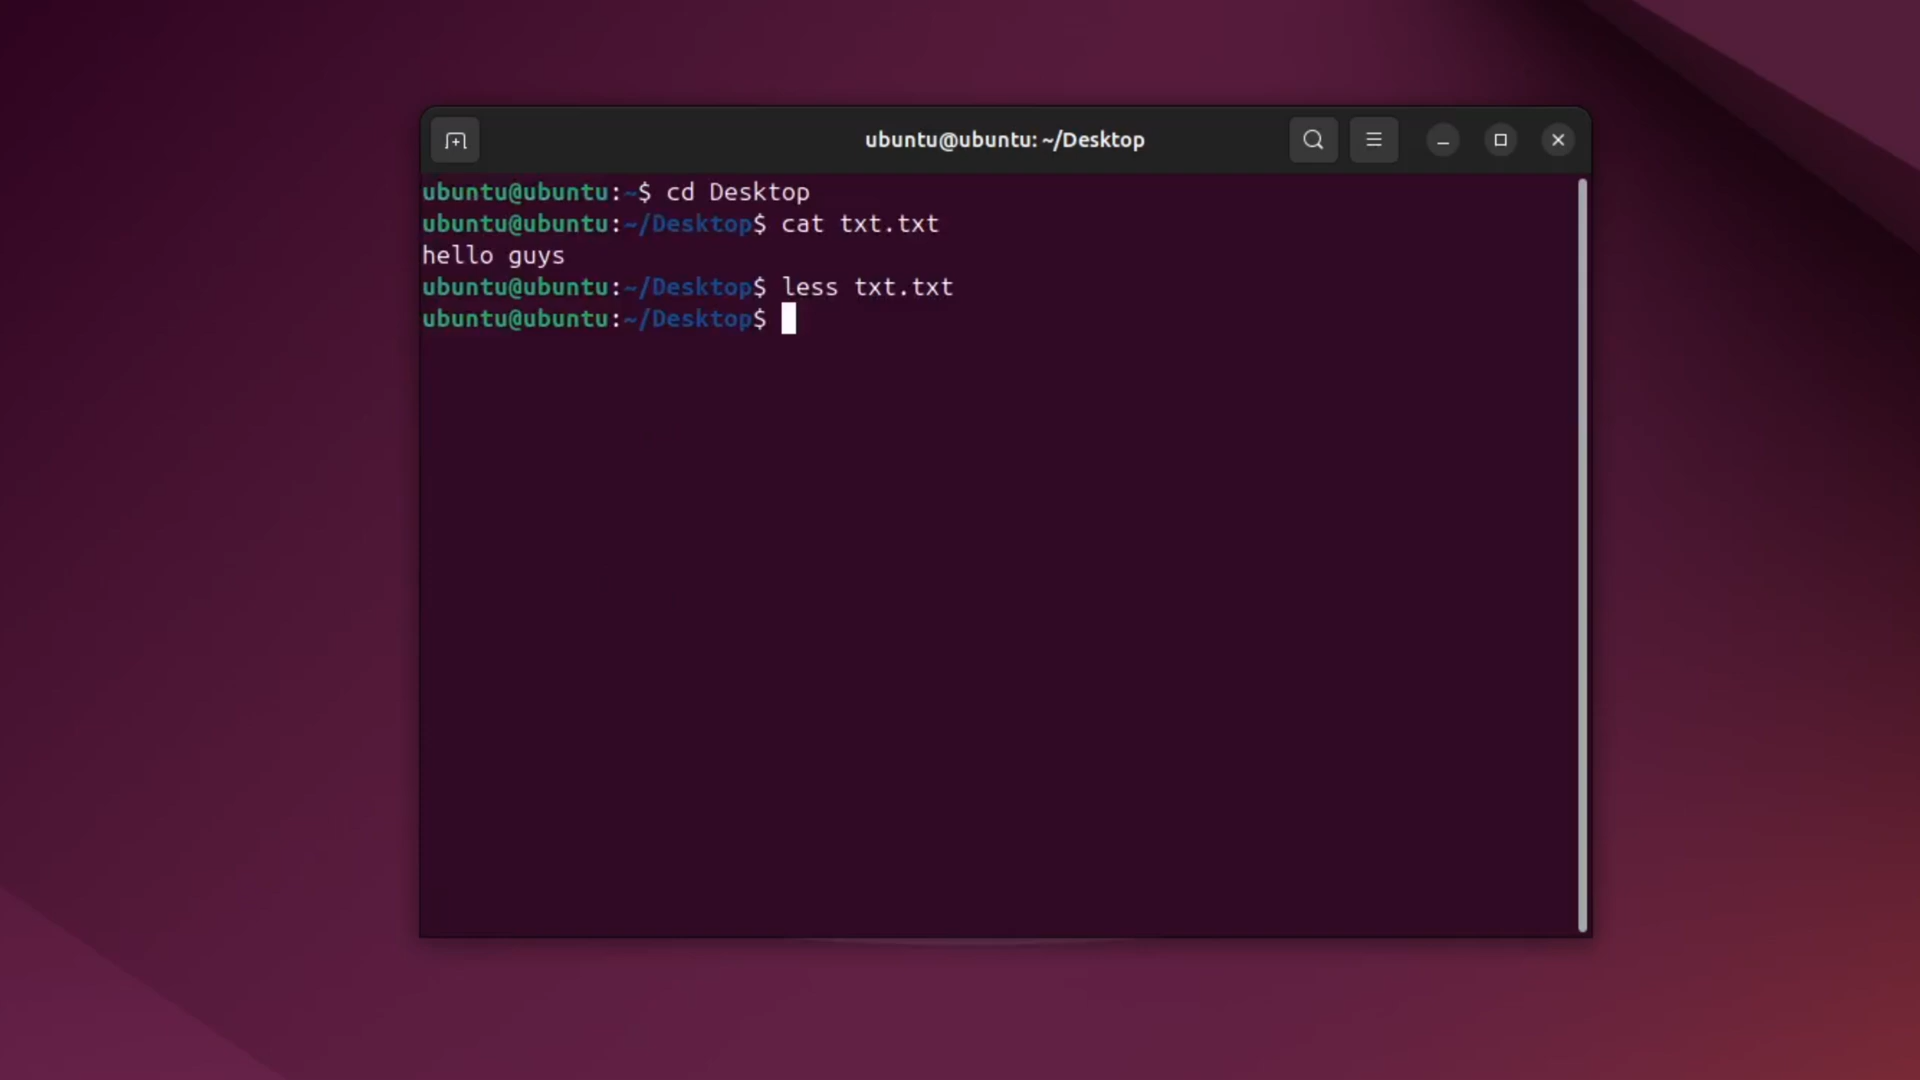 ubuntu@ubuntu: ~/Desktop
ubuntu@ubuntu:~$ cd Desktop
ubuntu@ubuntu:~/Desktop$ cat txt.txt
hello guys
ubuntu@ubuntu:~/Desktop$ less txt.txt
ubuntu@ubuntu:~/Desktop$